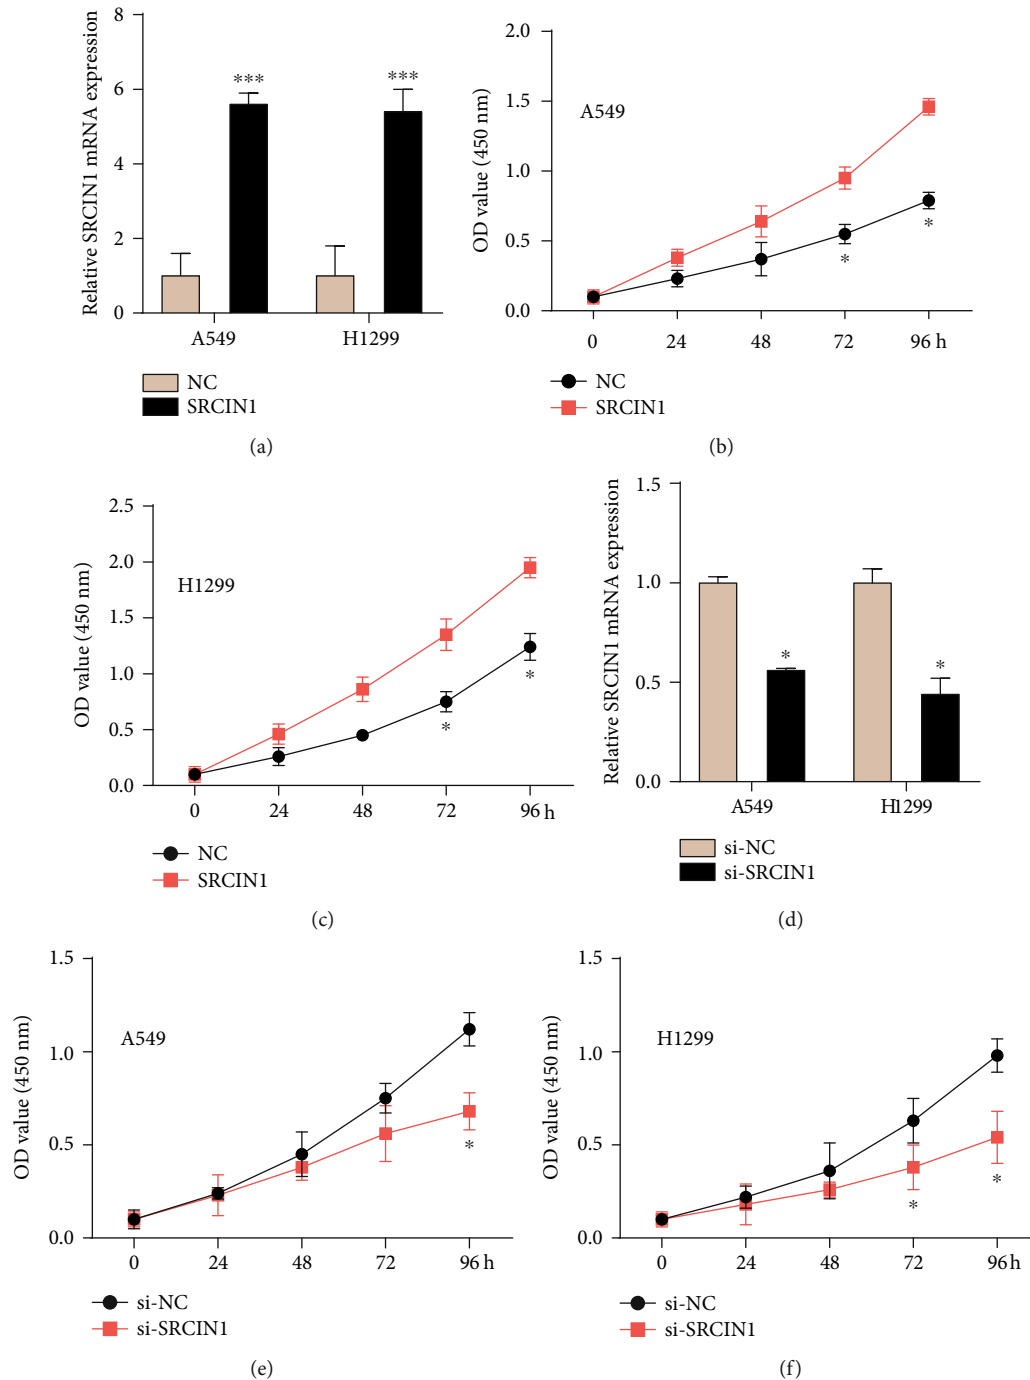 Relative SRCIN1 mRNA expression
8
6
4
2
0
***
***
A549
H1299
NC
SRCIN1
(a)
OD value (450 nm)
2.0
1.5
1.0
0.5
0.0
A549
*
*
0 24 48 72 96 h
NC
SRCIN1
(b)
OD value (450 nm)
2.5
2.0
1.5
1.0
0.5
0.0
H1299
*
*
0 24 48 72 96 h
NC
SRCIN1
(c)
Relative SRCIN1 mRNA expression
1.5
1.0
0.5
0.0
*
*
A549
H1299
si-NC
si-SRCIN1
(d)
OD value (450 nm)
1.5
1.0
0.5
0.0
A549
*
0 24 48 72 96 h
si-NC
si-SRCIN1
(e)
OD value (450 nm)
1.5
1.0
0.5
0.0
H1299
*
*
0 24 48 72 96 h
si-NC
si-SRCIN1
(f)